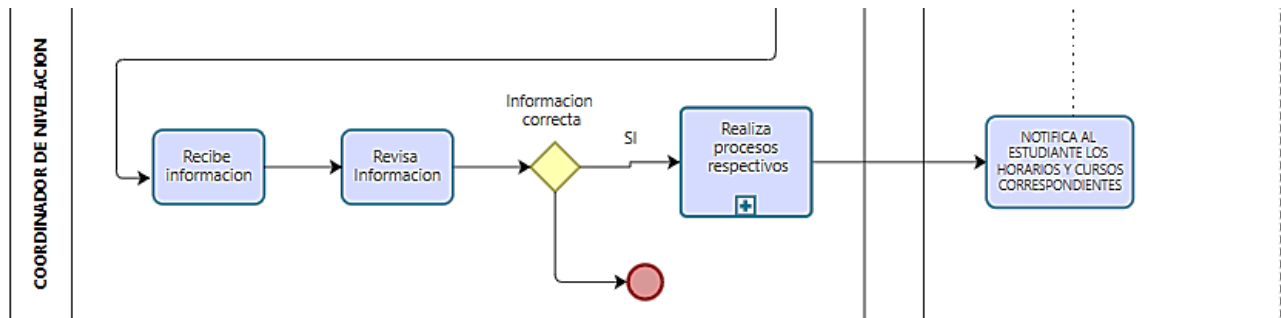 COORDINADOR DE NIVELACION
Recibe
informacion
Revisa
Informacion
Informacion
correcta
SI
Realiza
procesos
respectivos
NOTIFICA AL
ESTUDIANTE LOS
HORARIOS Y CURSOS
CORRESPONDIENTES